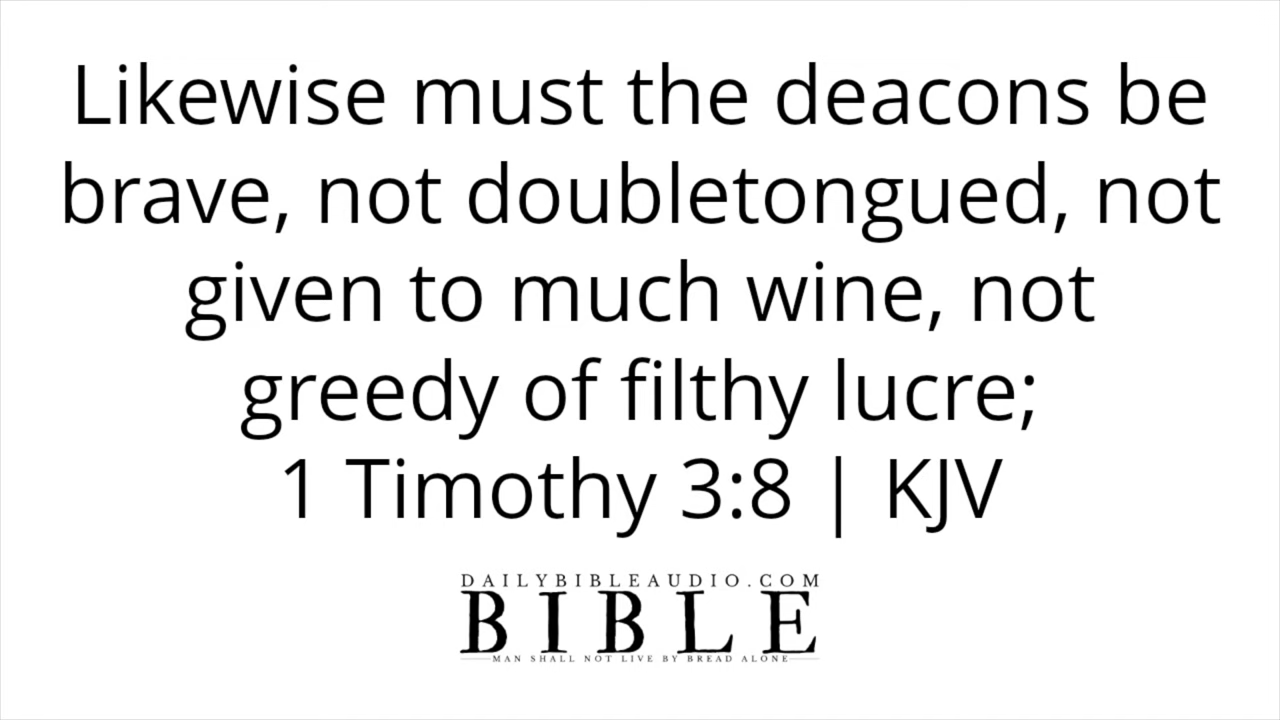 Likewise must the deacons be
brave, not doubletongued, not
given to much wine, not
greedy of filthy lucre;
1 Timothy 3:8 | KJV
DAILYBIBLEAUDIO.COM
BIBLE
MAN SHALL NOT LIVE BY BREAD ALONE